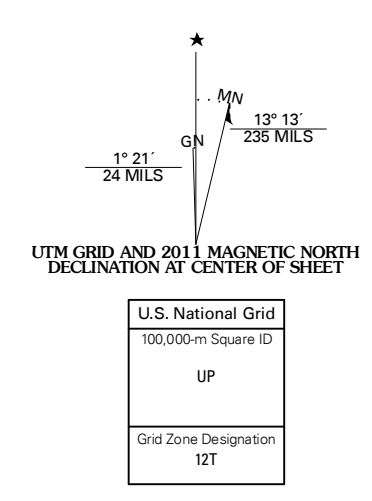 ★
MN
13° 13´
235 MILS
GN
1° 21´
24 MILS
UTM GRID AND 2011 MAGNETIC NORTH
DECLINATION AT CENTER OF SHEET
U.S. National Grid
100,000-m Square ID
UP
Grid Zone Designation
12T